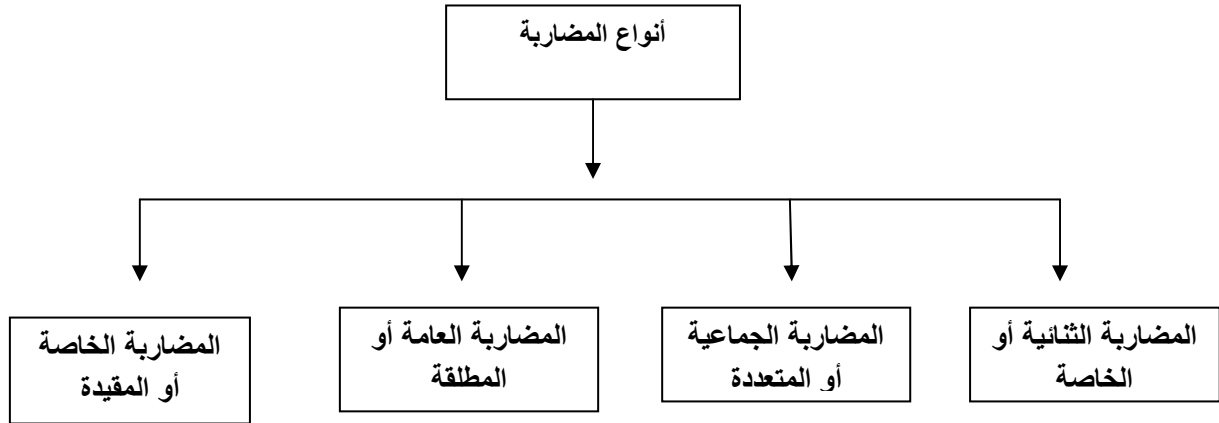 أنواع المضاربة
المضاربة الثنائية أو
الخاصة
المضاربة الجماعية
أو المتعددة
المضاربة العامة أو
المطلقة
المضاربة الخاصة
أو المقيدة